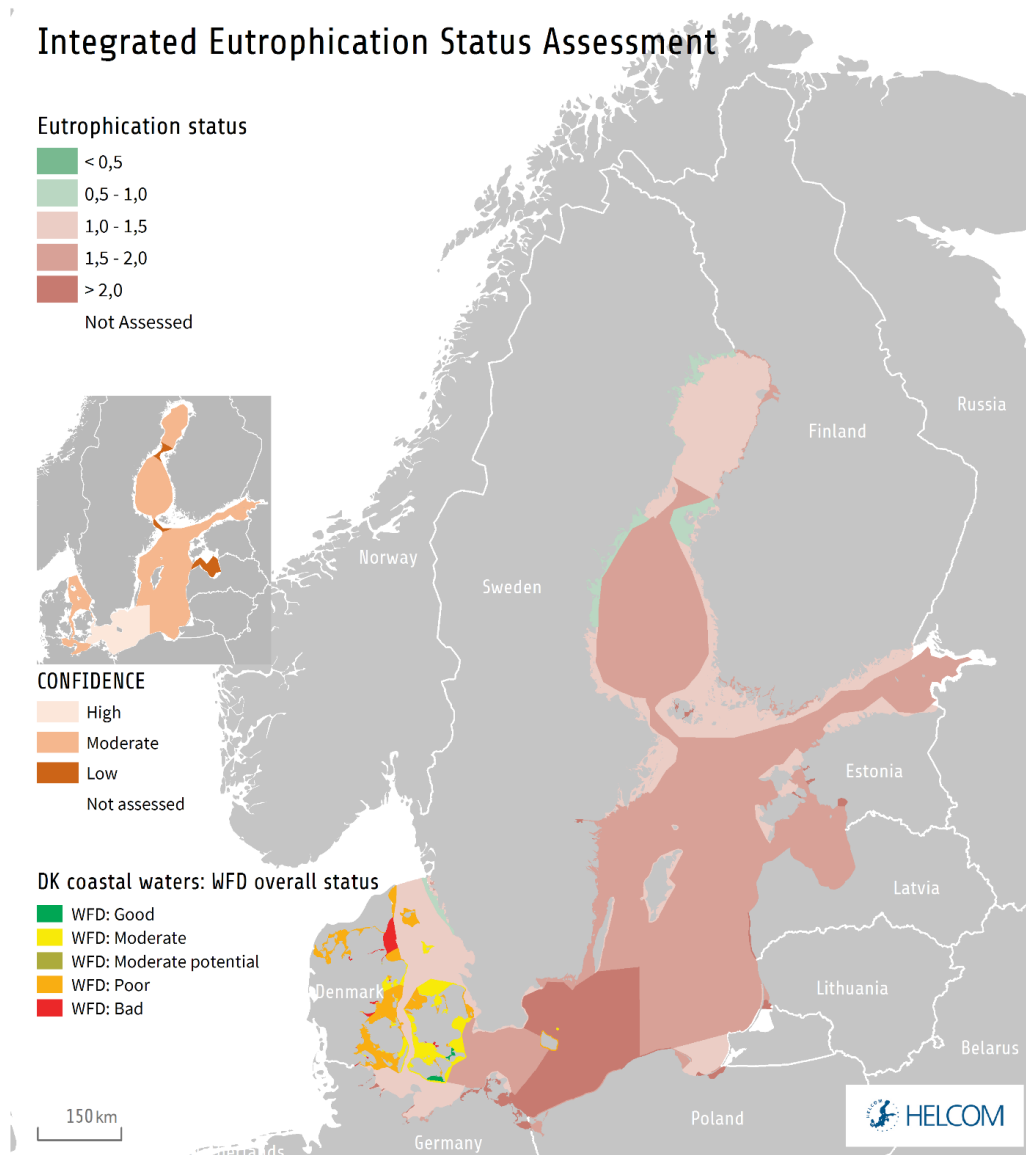 Integrated Eutrophication Status Assessment
Eutrophication status
< 0,5
0,5 - 1,0
1,0 - 1,5
1,5 - 2,0
> 2,0
Not Assessed
Russia
Finland
Norway
Sweden
CONFIDENCE
High
Moderate
Low
Not assessed
Estonia
DK coastal waters: WFD overall status
Latvia
WFD: Good
WFD: Moderate
WFD: Moderate potential
WFD: Poor
WFD: Bad
Denmark
Lithuania
Belarus
150 km
Poland
Germany
HELCOM
HELCOM